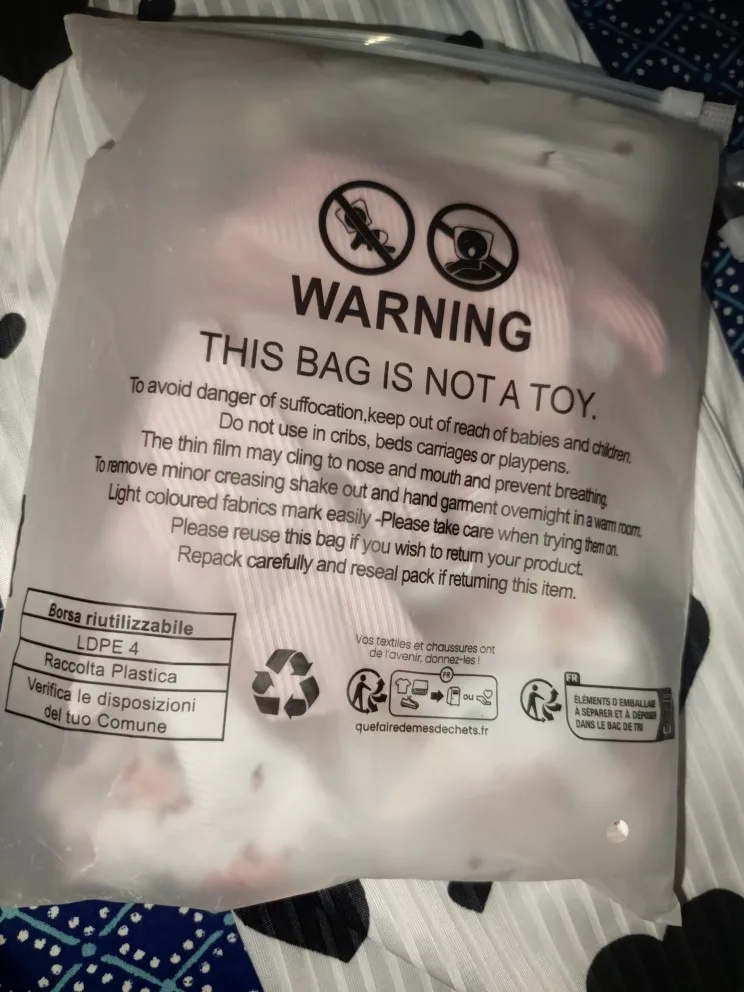 WARNING
THIS BAG IS NOT A TOY.
To avoid danger of suffocation,keep out of reach of babies and children.
Do not use in cribs, beds carriages or playpens.
The thin film may cling to nose and mouth and prevent breathing.
To remove minor creasing shake out and hand garment overnight in a warm room.
Light coloured fabrics mark easily -Please take care when trying them on.
Please reuse this bag if you wish to return your product.
Repack carefully and reseal pack if returning this item.
Borsa riutilizzabile
LDPE 4
Raccolta Plastica
Verifica le disposizioni
del tuo Comune
Vos textiles et chaussures ont
de l'avenir, donnez-les !
FR
ou
quefairedemesdechets.fr
FR
ÉLÉMENTS D'EMBALLAGE
À SÉPARER ET À DÉPOSER
DANS LE BAC DE TRI